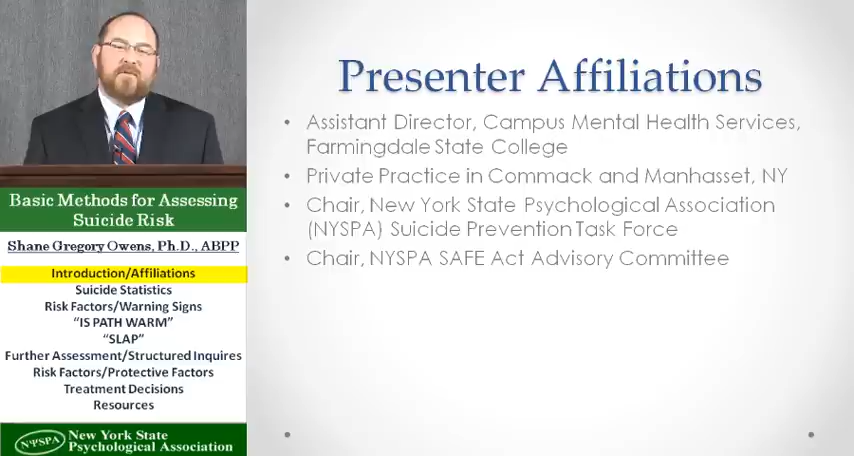 Basic Methods for Assessing
Suicide Risk
Shane Gregory Owens, Ph.D., ABPP
Introduction/Affiliations
Suicide Statistics
Risk Factors/Warning Signs
"IS PATH WARM"
"SLAP"
Further Assessment/Structured Inquires
Risk Factors/Protective Factors
Treatment Decisions
Resources
NYSPA
New York State
Psychological Association
Presenter Affiliations
• Assistant Director, Campus Mental Health Services,
Farmingdale State College
• Private Practice in Commack and Manhasset, NY
• Chair, New York State Psychological Association
(NYSPA) Suicide Prevention Task Force
• Chair, NYSPA SAFE Act Advisory Committee